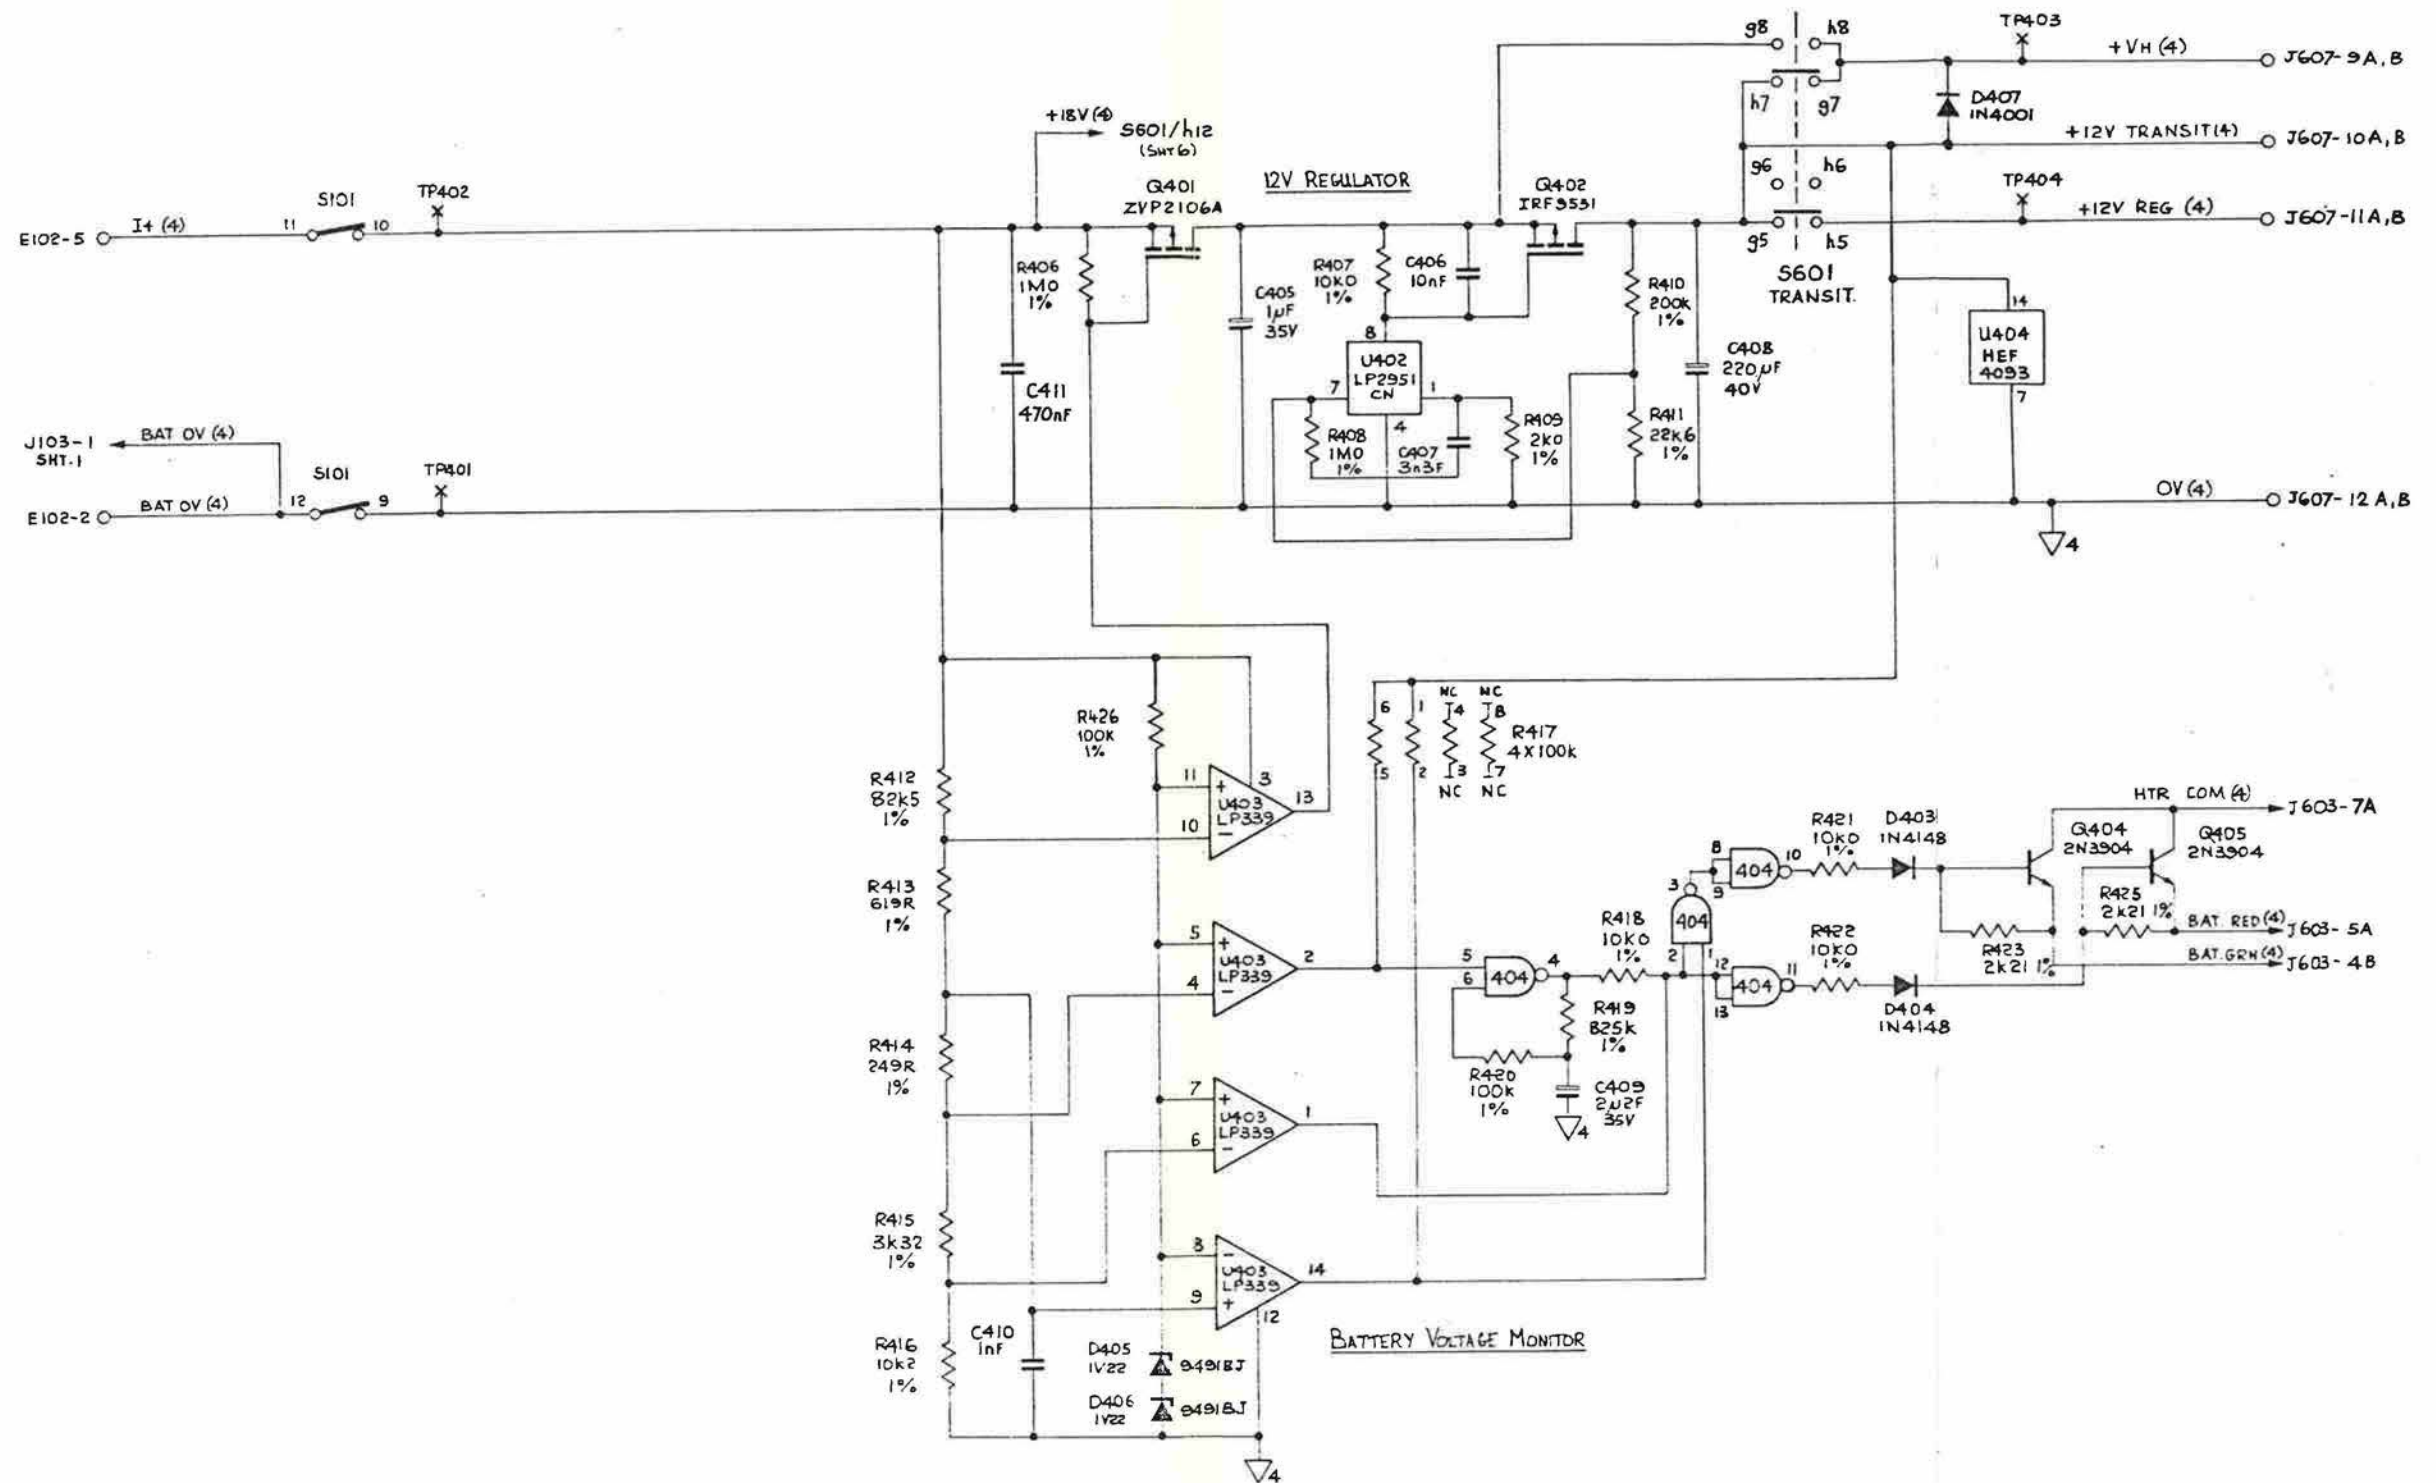 g8
h8
TP403
+VH (4)
J607-9A,B
h7
g7
D407
1N4001
+12V TRANSIT(4)
J607-10A,B
+18V(4)
S601/h12
(SHT 6)
g6
h6
12V REGULATOR
Q401
ZVP2106A
Q402
TP404
+12V REG (4)
J607-11A,B
g5
h5
S601
TRANSIT.
E102-5
I4 (4)
S101
11
10
TP402
R406
1M0
1%
C405
1µF
35V
R407
10K0
1%
C406
10nF
R410
200k
1%
C411
470nF
8
U402
LP2951
CN
7
1
4
C408
220µF
40V
14
U404
HEF
4093
7
R408
1M0
1%
C407
3n3F
R409
2K0
1%
R411
22k6
1%
J103-1
SHT.1
BAT 0V (4)
E102-2
BAT 0V (4)
S101
12
9
TP401
0V (4)
J607-12A,B
4
R426
100K
1%
6
5
1
2
NC
4
3
NC
NC
8
7
NC
R417
4X100k
R412
82k5
1%
11
+
10
−
3
U403
LP339
13
R413
619R
1%
5
+
4
−
U403
LP339
2
R414
249R
1%
7
+
6
−
U403
LP339
1
R415
3k32
1%
8
−
9
+
U403
LP339
14
12
R416
10k2
1%
C410
1nF
D405
1V22
9491BJ
D406
1V22
9491BJ
4
BATTERY VOLTAGE MONITOR
5
6
404
4
R418
10K0
1%
R419
825k
1%
R420
100k
1%
C409
2µ2F
35V
4
3
404
2
1
8
9
404
10
R421
10K0
1%
D403
1N4148
12
13
404
11
R422
10K0
1%
D404
1N4148
HTR COM (4)
J603-7A
Q404
2N3904
Q405
2N3904
R425
2k21 1%
R423
2k21 1%
BAT. RED (4)
J603-5A
BAT. GRN (4)
J603-4B